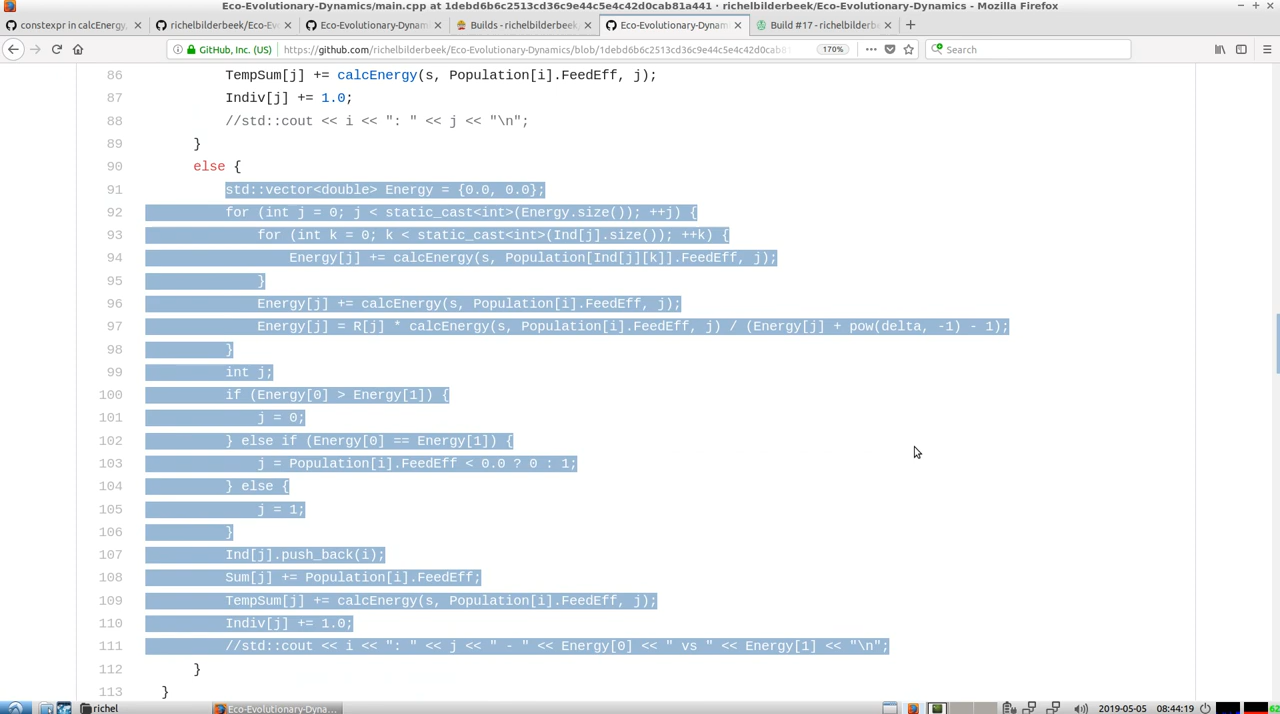 Eco-Evolutionary-Dynamics/main.cpp at 1debd6b6c2513cd36c9e44c5e4c42d0cab81a441 · richelbilderbeek/Eco-Evolutionary-Dynamics - Mozilla Firefox
constexpr in calcEnergy, richelbilderbeek/Eco-Ev Eco-Evolutionary-Dynam Builds - richelbilderbeek Eco-Evolutionary-Dynam Build #17 - richelbilderb
GitHub, Inc. (US) https://github.com/richelbilderbeek/Eco-Evolutionary-Dynamics/blob/1debd6b6c2513cd36c9e44c5e4c42d0cab8 170% Search
86 TempSum[j] += calcEnergy(s, Population[i].FeedEff, j);
87 Indiv[j] += 1.0;
88 //std::cout << i << ": " << j << "\n";
89 }
90 else {
91 std::vector<double> Energy = {0.0, 0.0};
92 for (int j = 0; j < static_cast<int>(Energy.size()); ++j) {
93 for (int k = 0; k < static_cast<int>(Ind[j].size()); ++k) {
94 Energy[j] += calcEnergy(s, Population[Ind[j][k]].FeedEff, j);
95 }
96 Energy[j] += calcEnergy(s, Population[i].FeedEff, j);
97 Energy[j] = R[j] * calcEnergy(s, Population[i].FeedEff, j) / (Energy[j] + pow(delta, -1) - 1);
98 }
99 int j;
100 if (Energy[0] > Energy[1]) {
101 j = 0;
102 } else if (Energy[0] == Energy[1]) {
103 j = Population[i].FeedEff < 0.0 ? 0 : 1;
104 } else {
105 j = 1;
106 }
107 Ind[j].push_back(i);
108 Sum[j] += Population[i].FeedEff;
109 TempSum[j] += calcEnergy(s, Population[i].FeedEff, j);
110 Indiv[j] += 1.0;
111 //std::cout << i << ": " << j << " - " << Energy[0] << " vs " << Energy[1] << "\n";
112 }
113 }
richel Eco-Evolutionary-Dyna... 2019-05-05 08:44:19 62